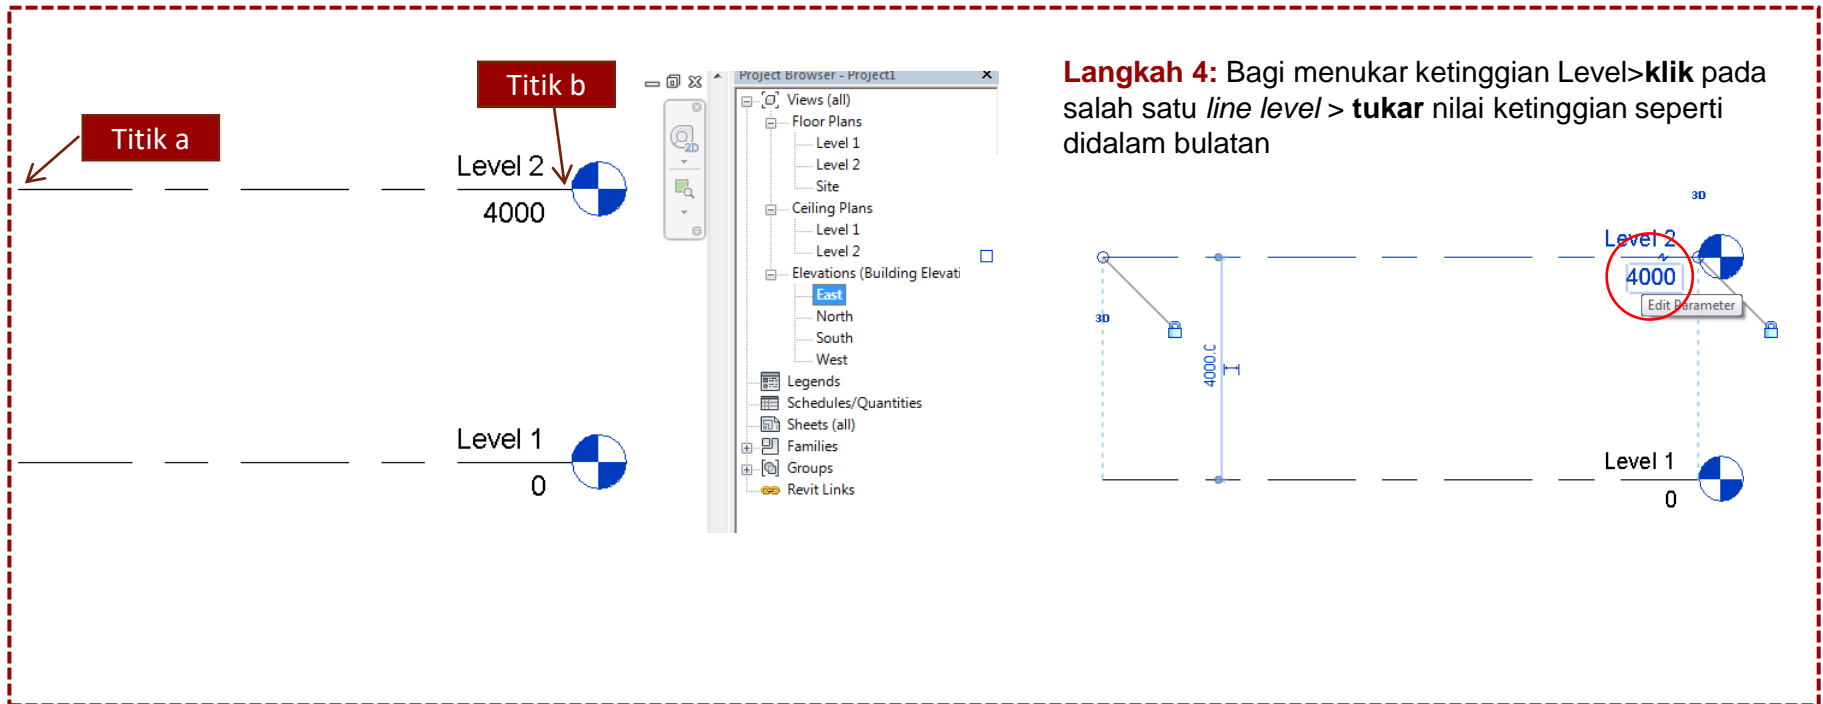 Titik a
Titik b
Level 2
4000
Level 1
0
2D
Project Browser - Project1
Views (all)
Floor Plans
Level 1
Level 2
Site
Ceiling Plans
Level 1
Level 2
Elevations (Building Elevati
East
North
South
West
Legends
Schedules/Quantities
Sheets (all)
Families
Groups
Revit Links
Langkah 4: Bagi menukar ketinggian Level>klik pada
salah satu line level > tukar nilai ketinggian seperti
didalam bulatan
3D
Level 2
4000
Edit Parameter
3D
4000.0
Level 1
0